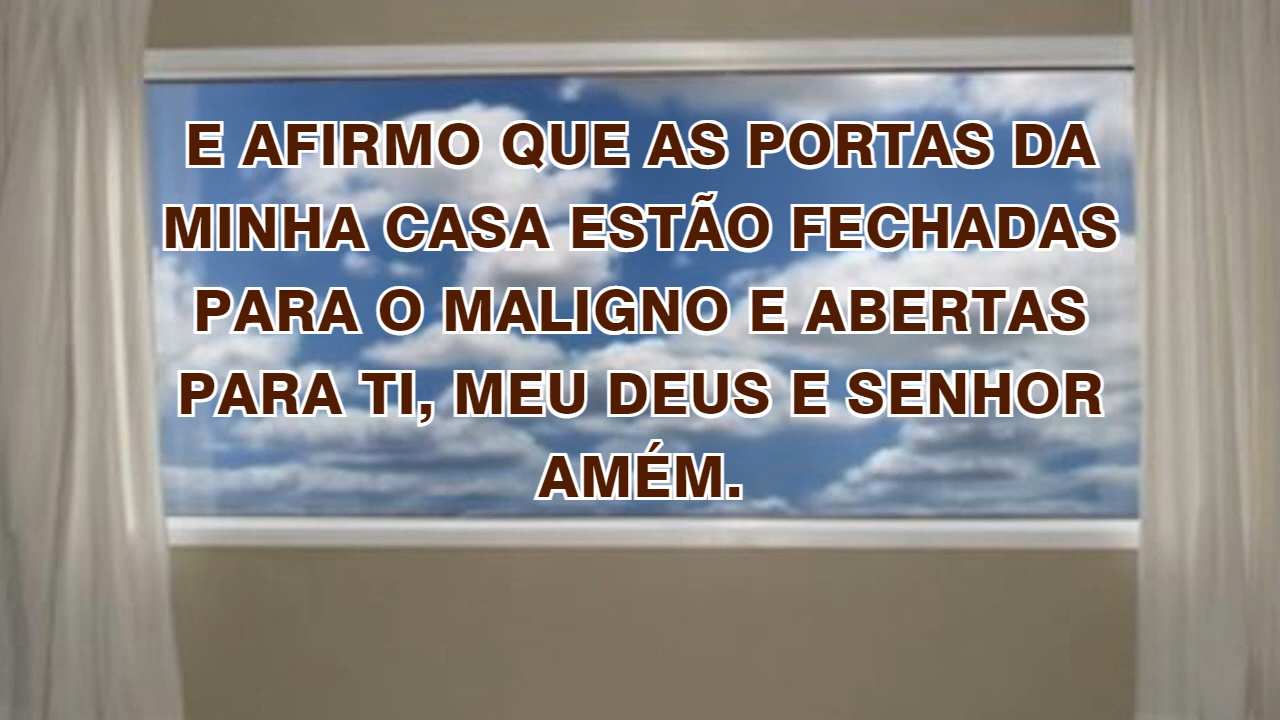 E AFIRMO QUE AS PORTAS DA
MINHA CASA ESTÃO FECHADAS
PARA O MALIGNO E ABERTAS
PARA TI, MEU DEUS E SENHOR
AMÉM.